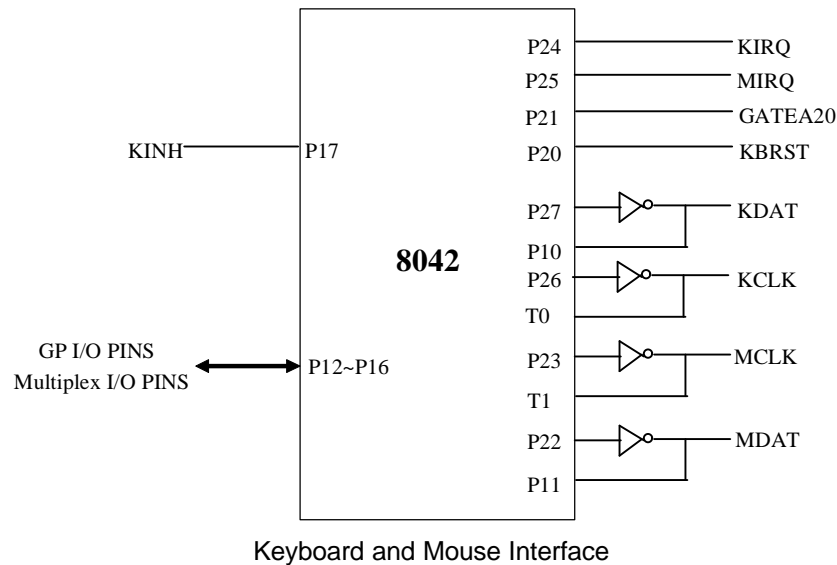 P24 KIRQ
P25 MIRQ
P21 GATEA20
KINH P17 P20 KBRST
P27 KDAT
P10
8042
P26 KCLK
T0
GP I/O PINS
Multiplex I/O PINS
P12~P16
P23 MCLK
T1
P22 MDAT
P11
Keyboard and Mouse Interface